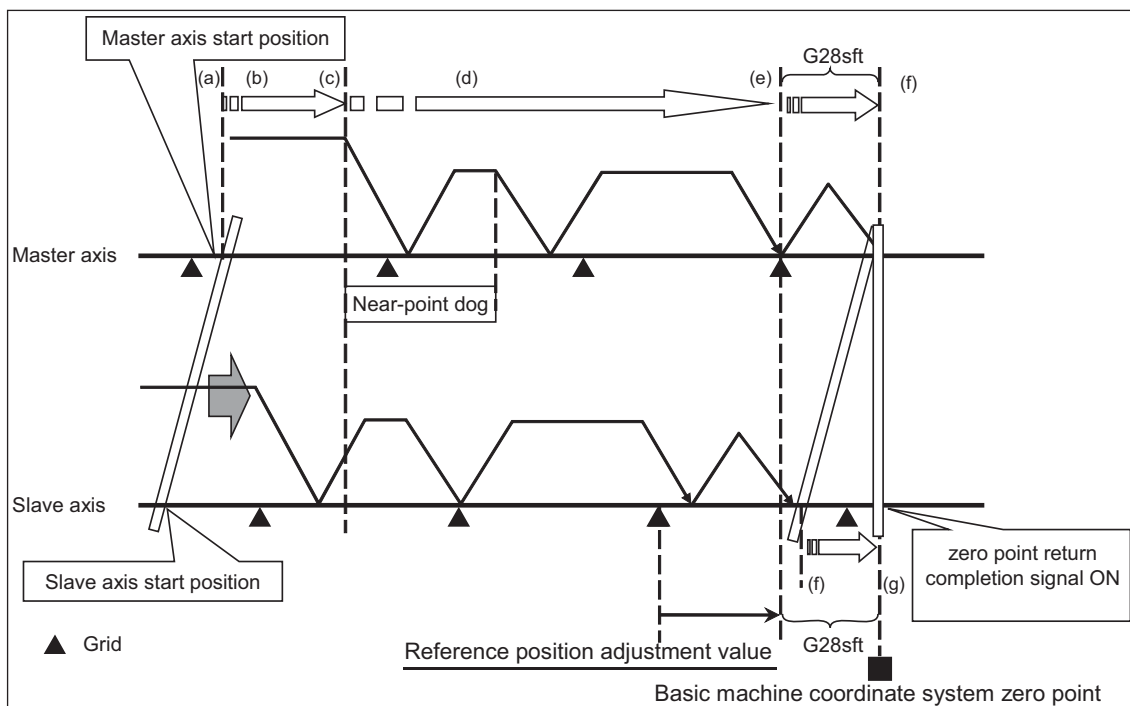 Master axis start position
G28sft
(a)
(b)
(c)
(d)
(e)
(f)
Master axis
Near-point dog
Slave axis
Slave axis start position
zero point return
completion signal ON
(f)
(g)
▲ Grid
G28sft
Reference position adjustment value
Basic machine coordinate system zero point